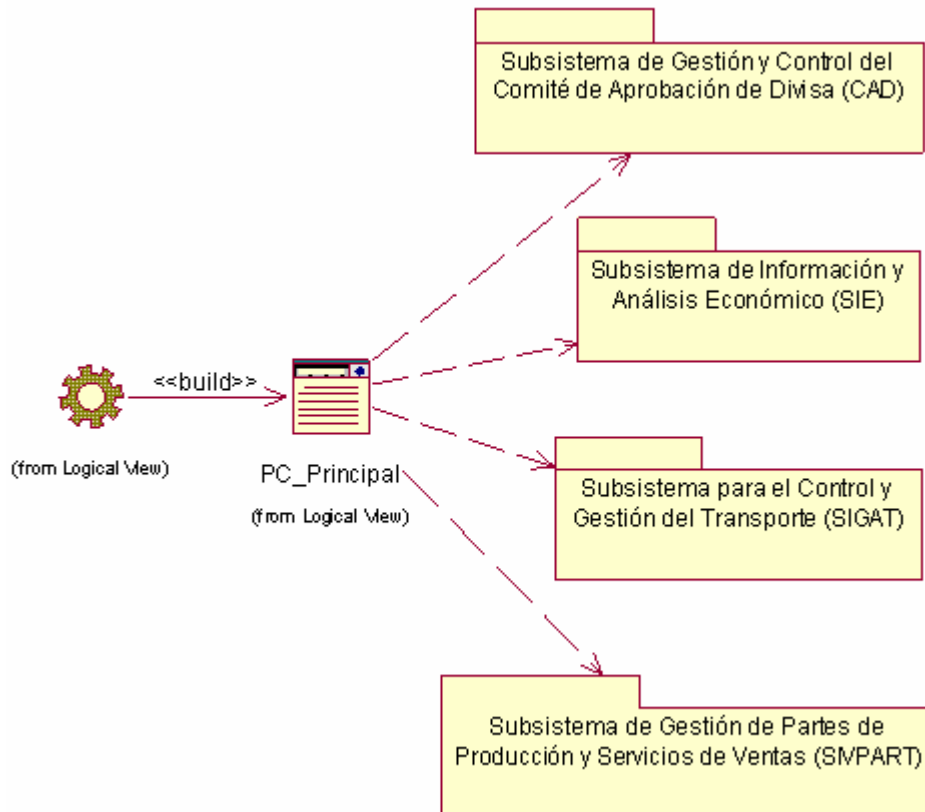 Subsistema de Gestión y Control del
Comité de Aprobación de Divisa (CAD)
Subsistema de Información y
Análisis Económico (SIE)
<<build>>
(from Logical View)
PC_Principal
(from Logical View)
Subsistema para el Control y
Gestión del Transporte (SIGAT)
Subsistema de Gestión de Partes de
Producción y Servicios de Ventas (SIVPART)